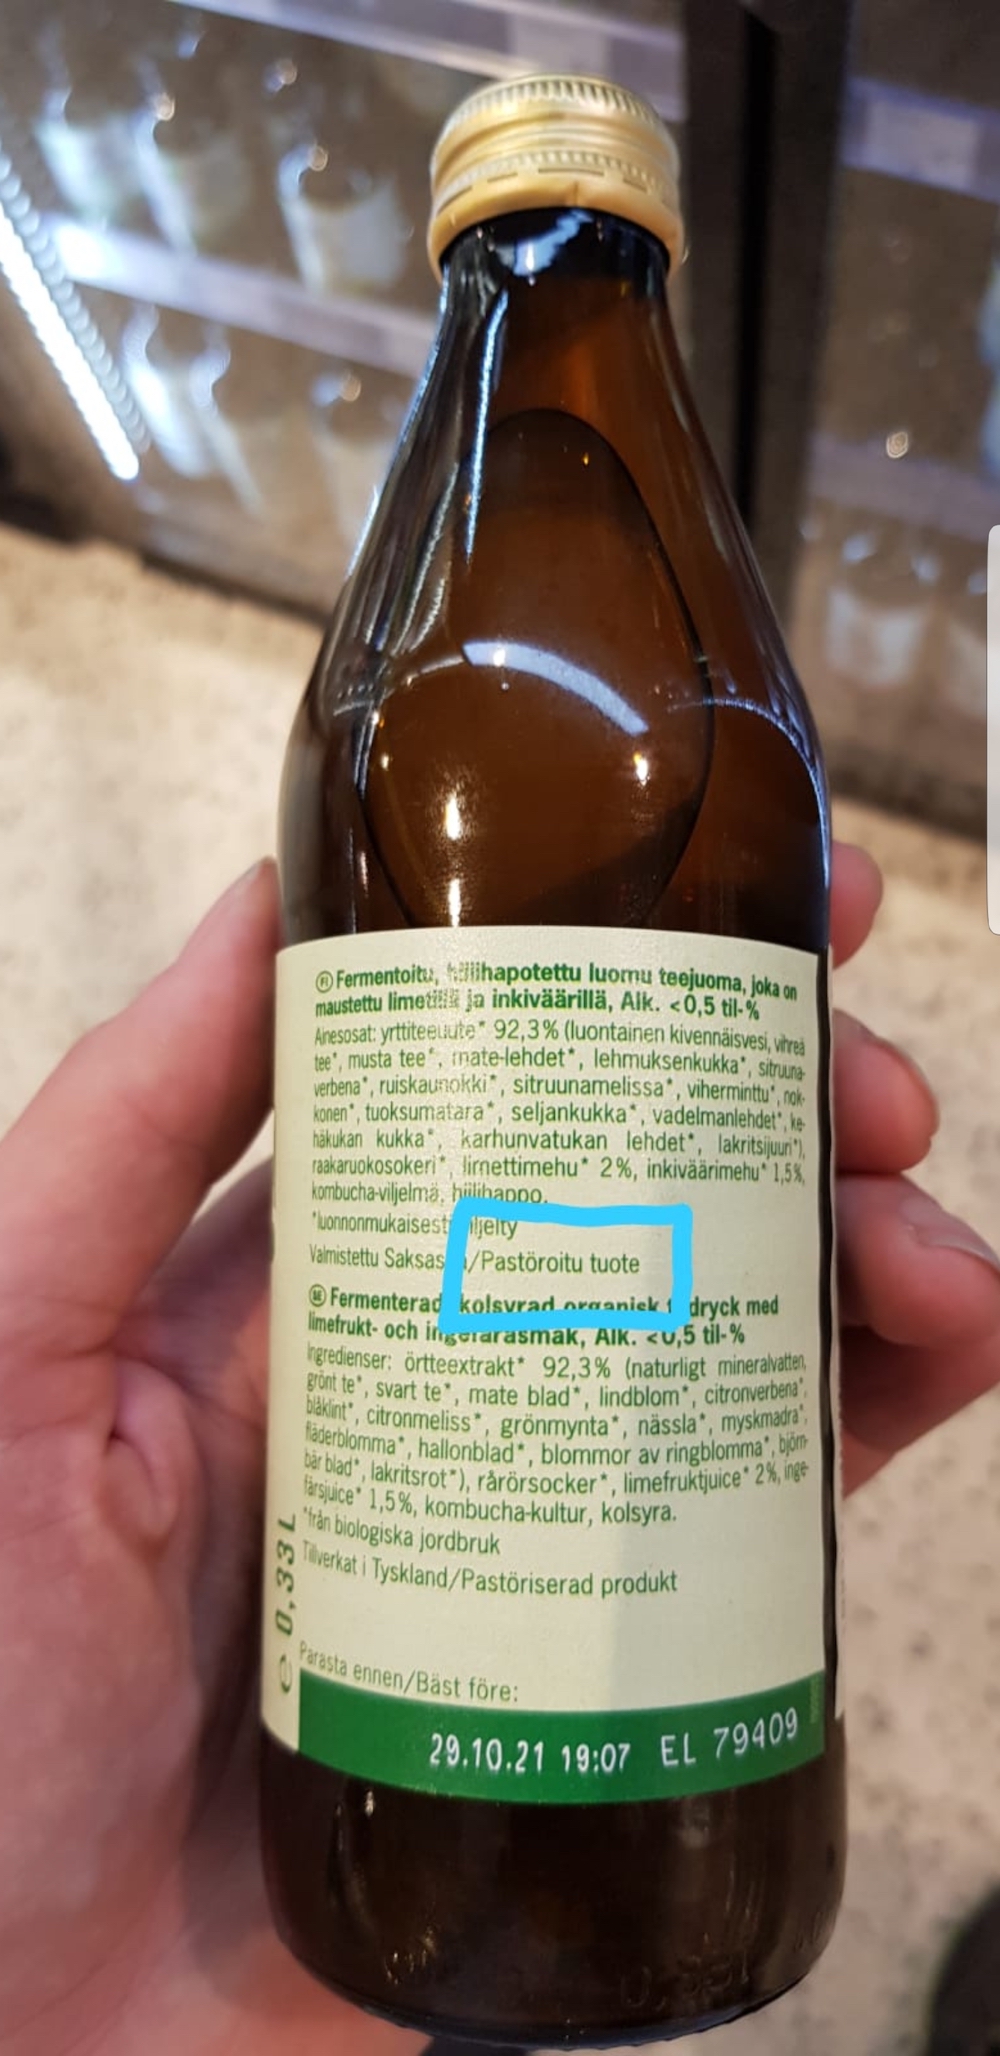 FI Fermentoitu, hiilihapotettu luomu teejuoma, joka on
maustettu limetillä ja inkiväärillä, Alk. <0,5 til-%
Ainesosat: yrttiteeuute* 92,3% (luontainen kivennäisvesi, vihreä
tee*, musta tee*, mate-lehdet*, lehmuksenkukka*, sitruuna-
verbena*, ruiskaunokki*, sitruunamelissa*, viherminttu*, nok-
konen*, tuoksumatara*, seljankukka*, vadelmanlehdet*, ke-
häkukan kukka*, karhunvatukan lehdet*, lakritsijuuri*),
raakaruokosokeri*, limettimehu* 2%, inkiväärimehu* 1,5%,
kombucha-viljelmä, hiilihappo.
*luonnonmukaisesti viljelty
Valmistettu Saksassa/Pastöroitu tuote
SE Fermenterad, kolsyrad organisk tedryck med
limefrukt- och ingefärasmak, Alk. <0,5 til-%
Ingredienser: örtteextrakt* 92,3% (naturligt mineralvatten,
grönt te*, svart te*, mate blad*, lindblom*, citronverbena*,
blåklint*, citronmeliss*, grönmynta*, nässla*, myskmadra*,
fläderblomma*, hallonblad*, blommor av ringblomma*, björn-
bär blad*, lakritsrot*), rårörsocker*, limefruktjuice* 2%, inge-
färsjuice* 1,5%, kombucha-kultur, kolsyra.
*från biologiska jordbruk
Tillverkat i Tyskland/Pastöriserad produkt
℮ 0,33L
Parasta ennen/Bäst före:
29.10.21 19:07 EL 79409